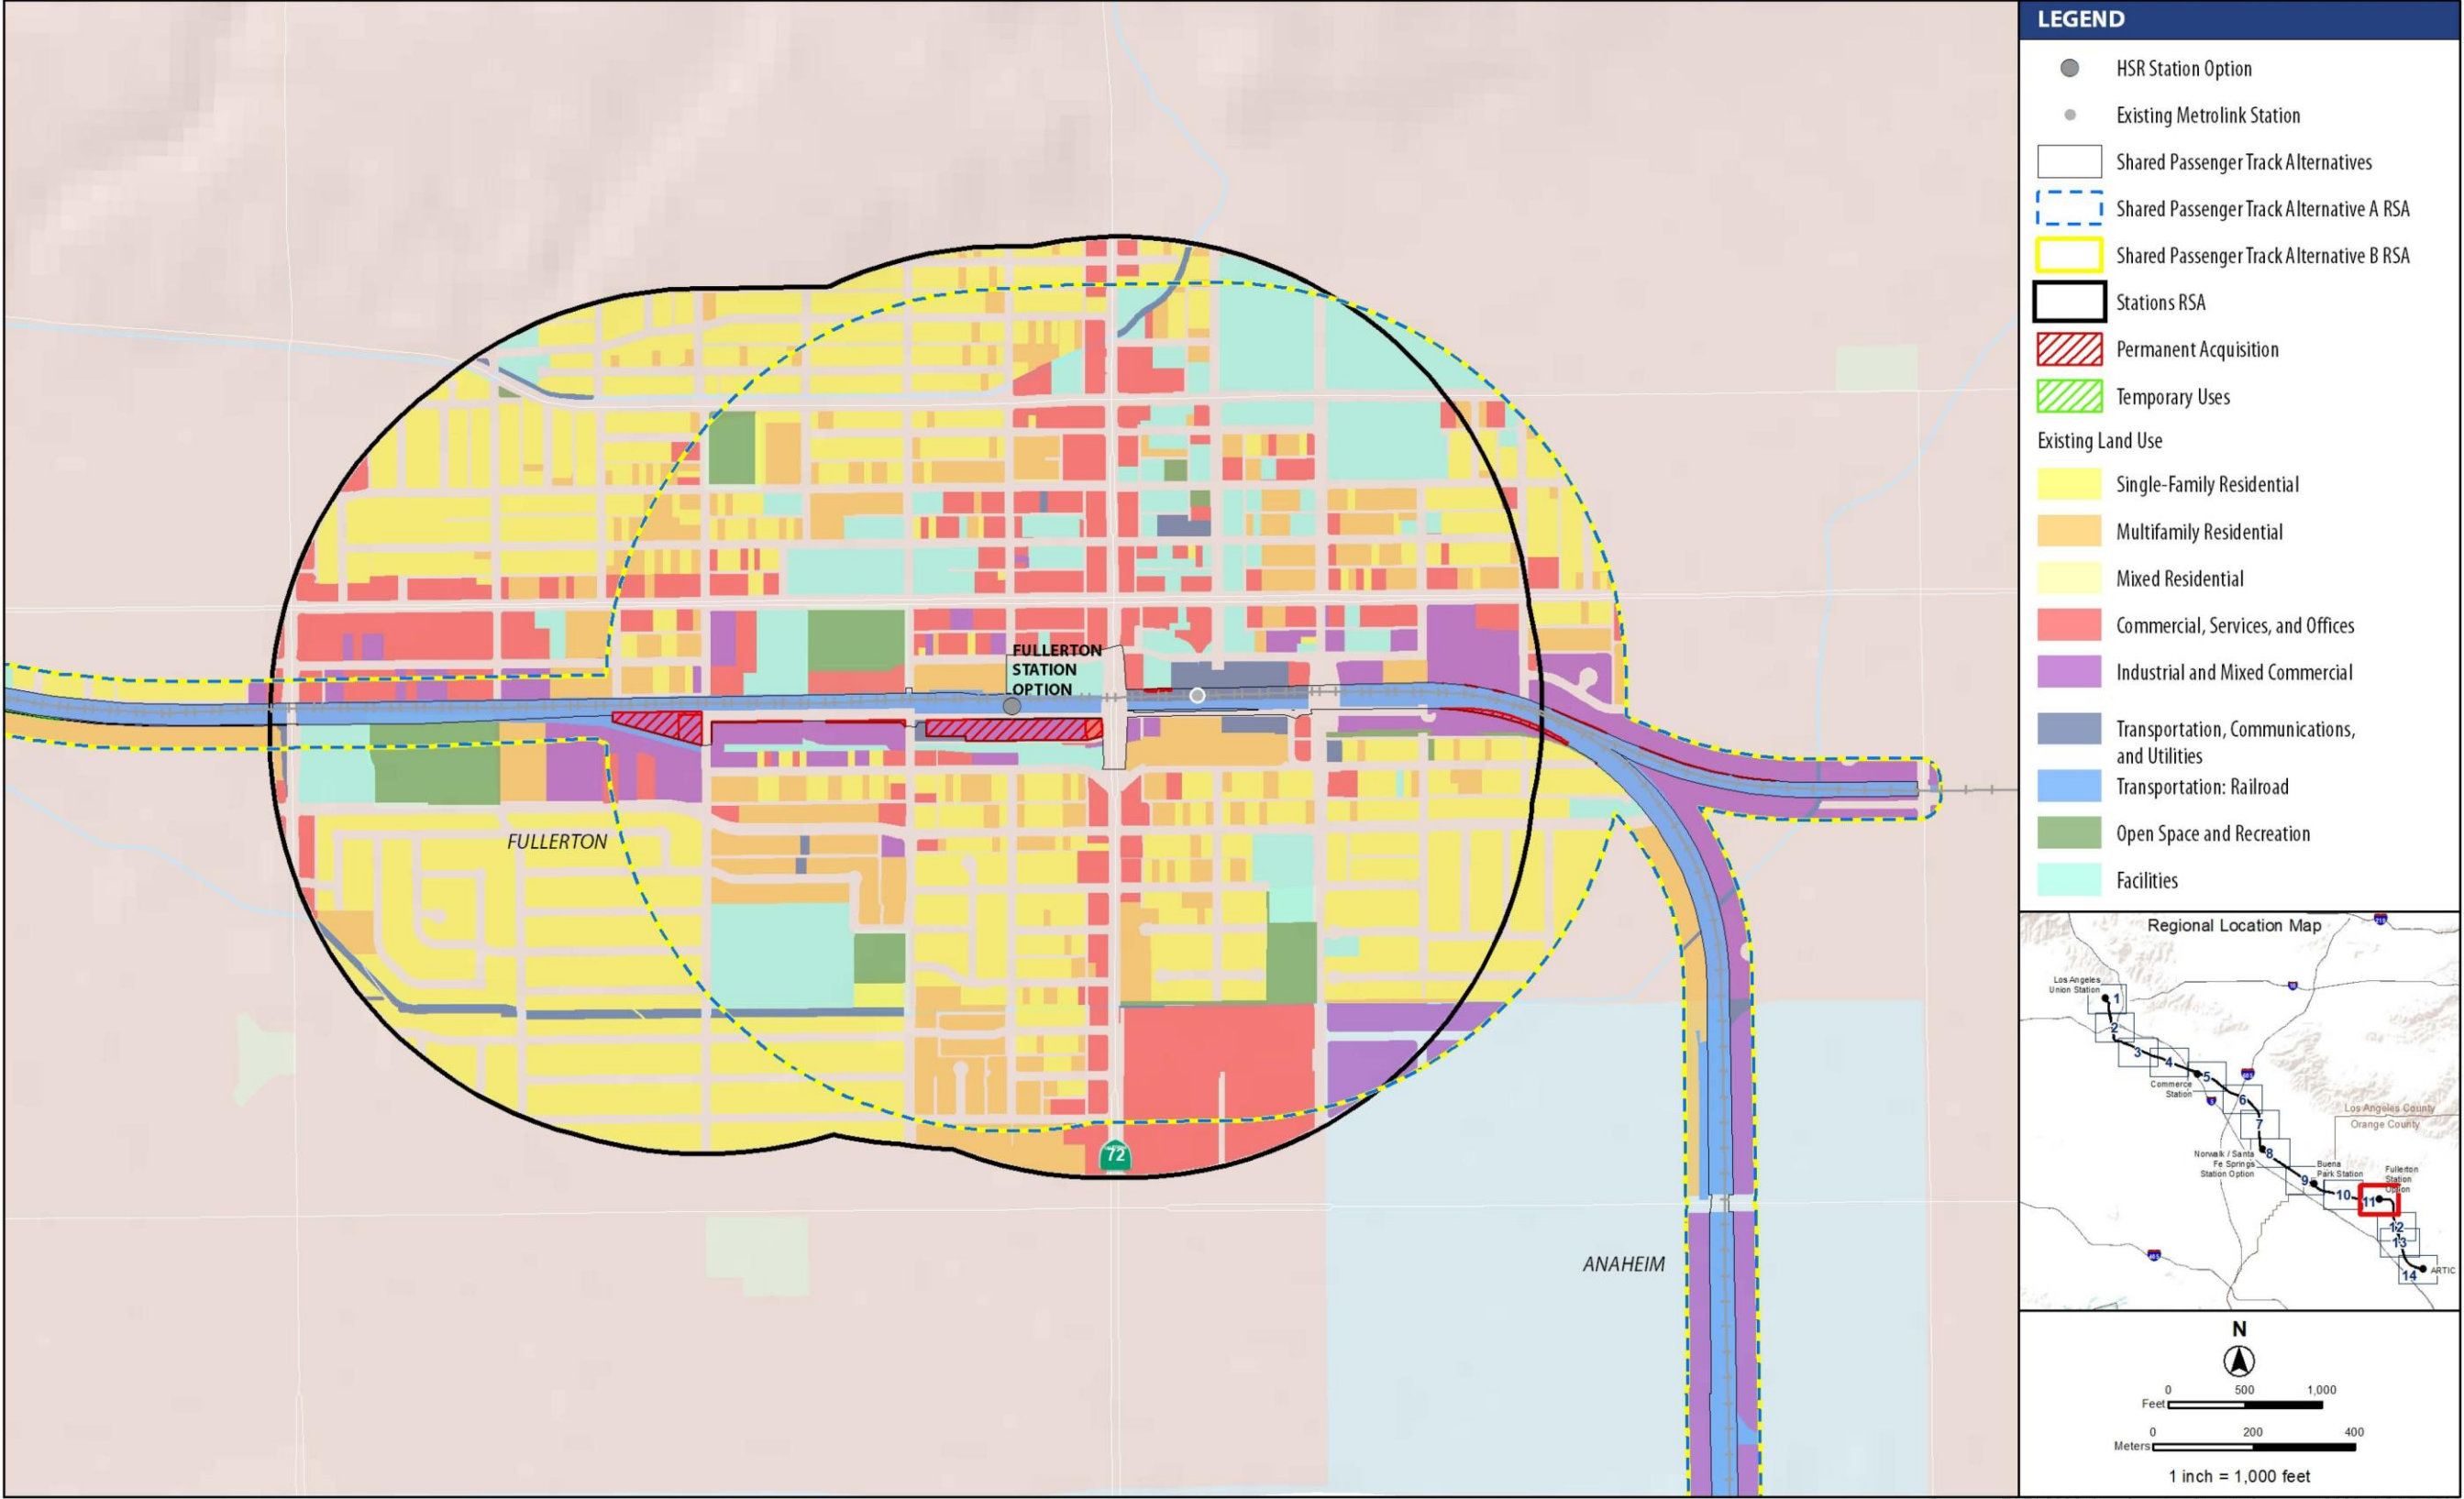 FULLERTON
STATION
OPTION
FULLERTON
72
ANAHEIM
LEGEND
HSR Station Option
Existing Metrolink Station
Shared Passenger Track Alternatives
Shared Passenger Track Alternative A RSA
Shared Passenger Track Alternative B RSA
Stations RSA
Permanent Acquisition
Temporary Uses
Existing Land Use
Single-Family Residential
Multifamily Residential
Mixed Residential
Commercial, Services, and Offices
Industrial and Mixed Commercial
Transportation, Communications,
and Utilities
Transportation: Railroad
Open Space and Recreation
Facilities
Regional Location Map
Los Angeles
Union Station
1
2
3
4
5
Commerce
Station
6
Los Angeles County
Orange County
7
8
Norwalk / Santa
Fe Springs
Station Option
Buena
Park Station
Fullerton
Station
Option
9
10
11
12
13
14
ARTIC
N
0 500 1,000
Feet
0 200 400
Meters
1 inch = 1,000 feet